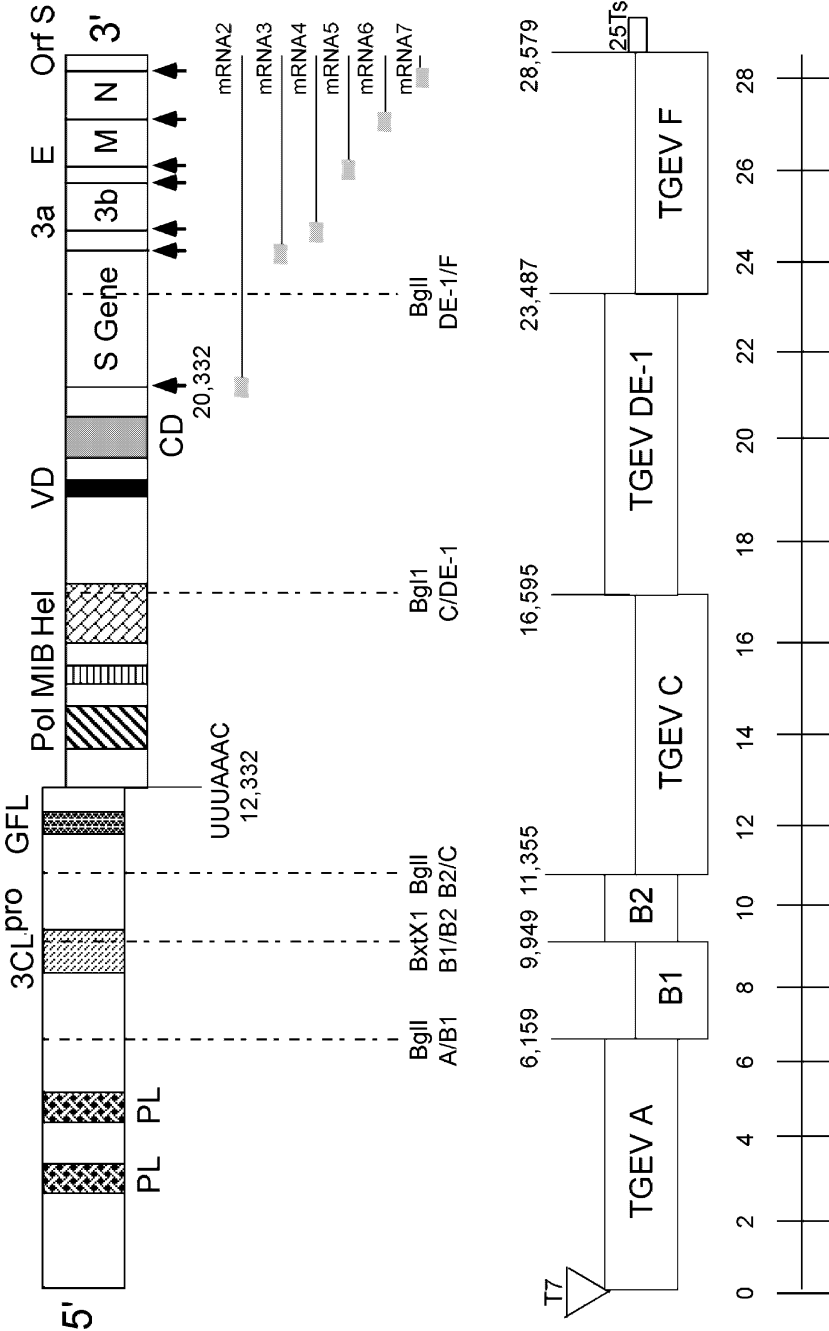 3CLpro GFL
5'
PL PL
Pol MIB Hel
VD
3a E Orf S
S Gene 3b M N
3'
CD
UUUAAAC
12,332
20,332
mRNA2
mRNA3
mRNA4
mRNA5
mRNA6
mRNA7
BglI
A/B1
BxtX1
B1/B2
BglI
B2/C
Bgl1
C/DE-1
BglI
DE-1/F
T7
6,159 9,949 11,355 16,595 23,487 28,579
25Ts
TGEV A B1 B2 TGEV C TGEV DE-1 TGEV F
0 2 4 6 8 10 12 14 16 18 20 22 24 26 28